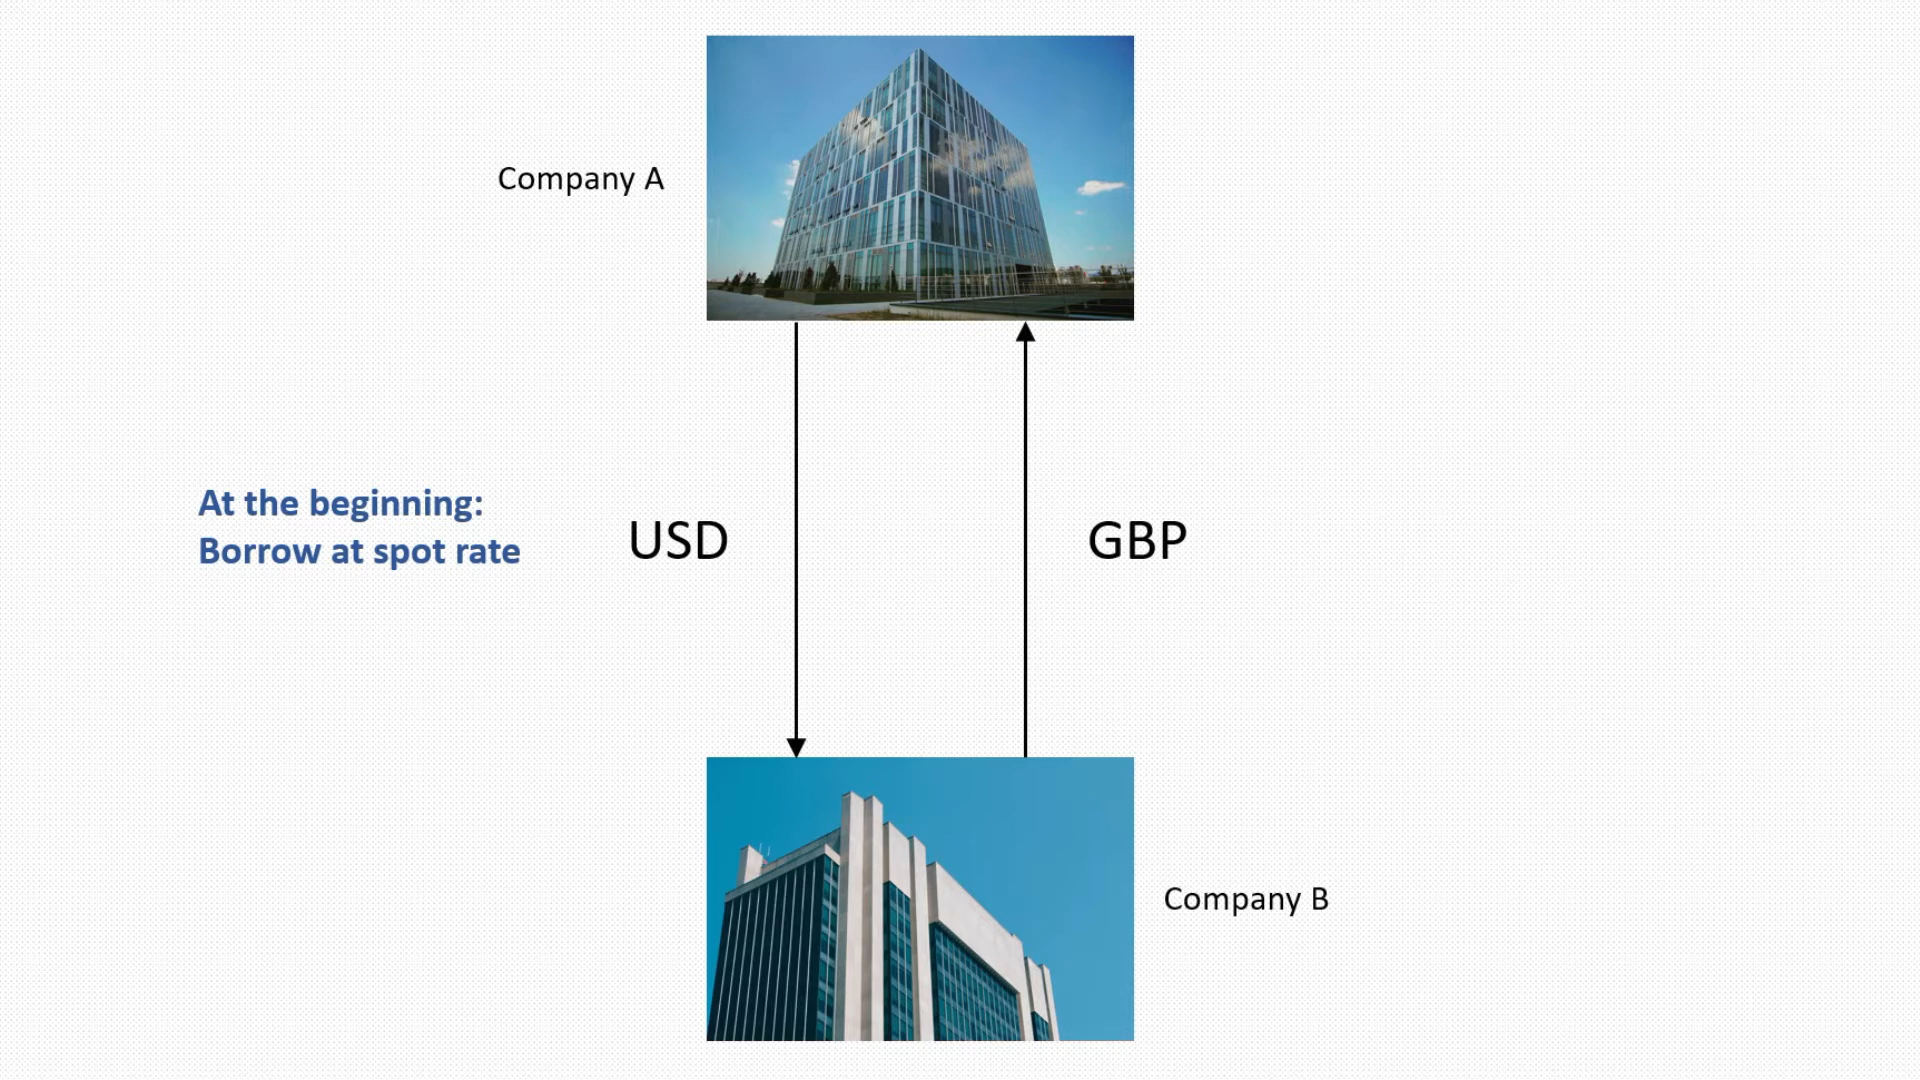 Company A
At the beginning:
Borrow at spot rate
USD
GBP
Company B